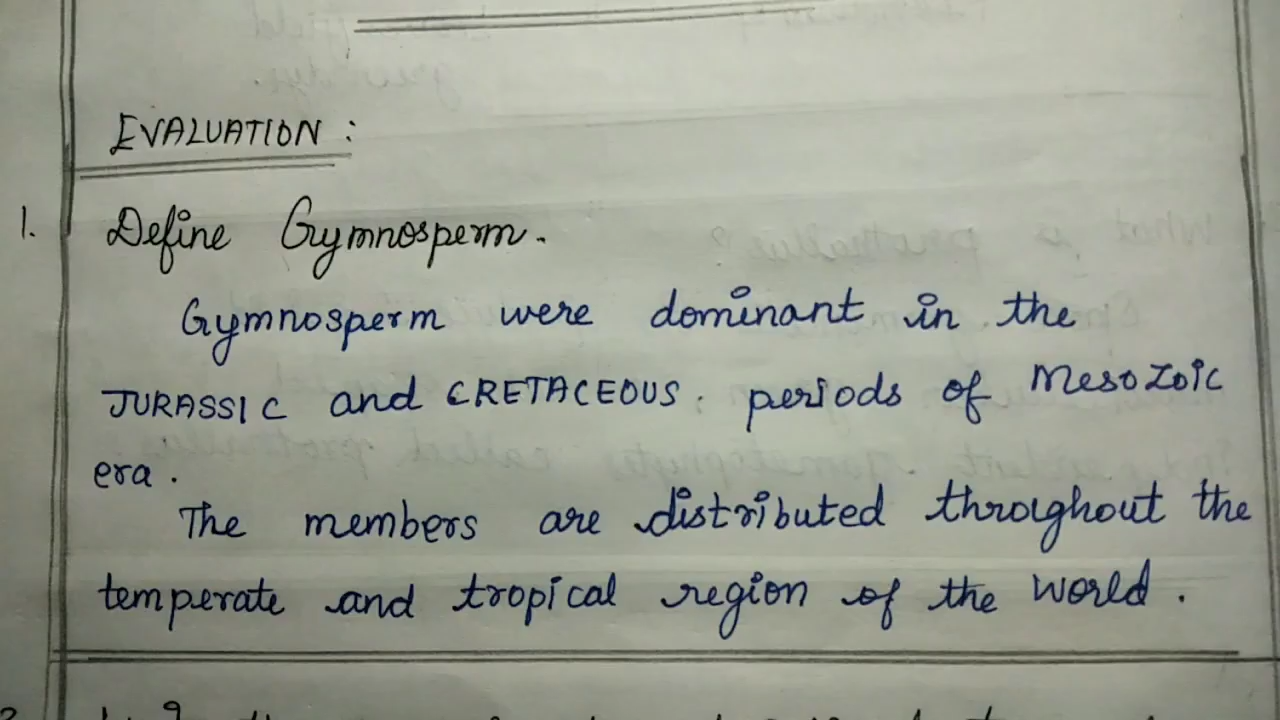 EVALUATION :
1. Define Gymnosperm.
Gymnosperm were dominant in the
JURASSIC and CRETACEOUS. periods of Mesozoic
era.
The members are distributed throughout the
temperate and tropical region of the world.